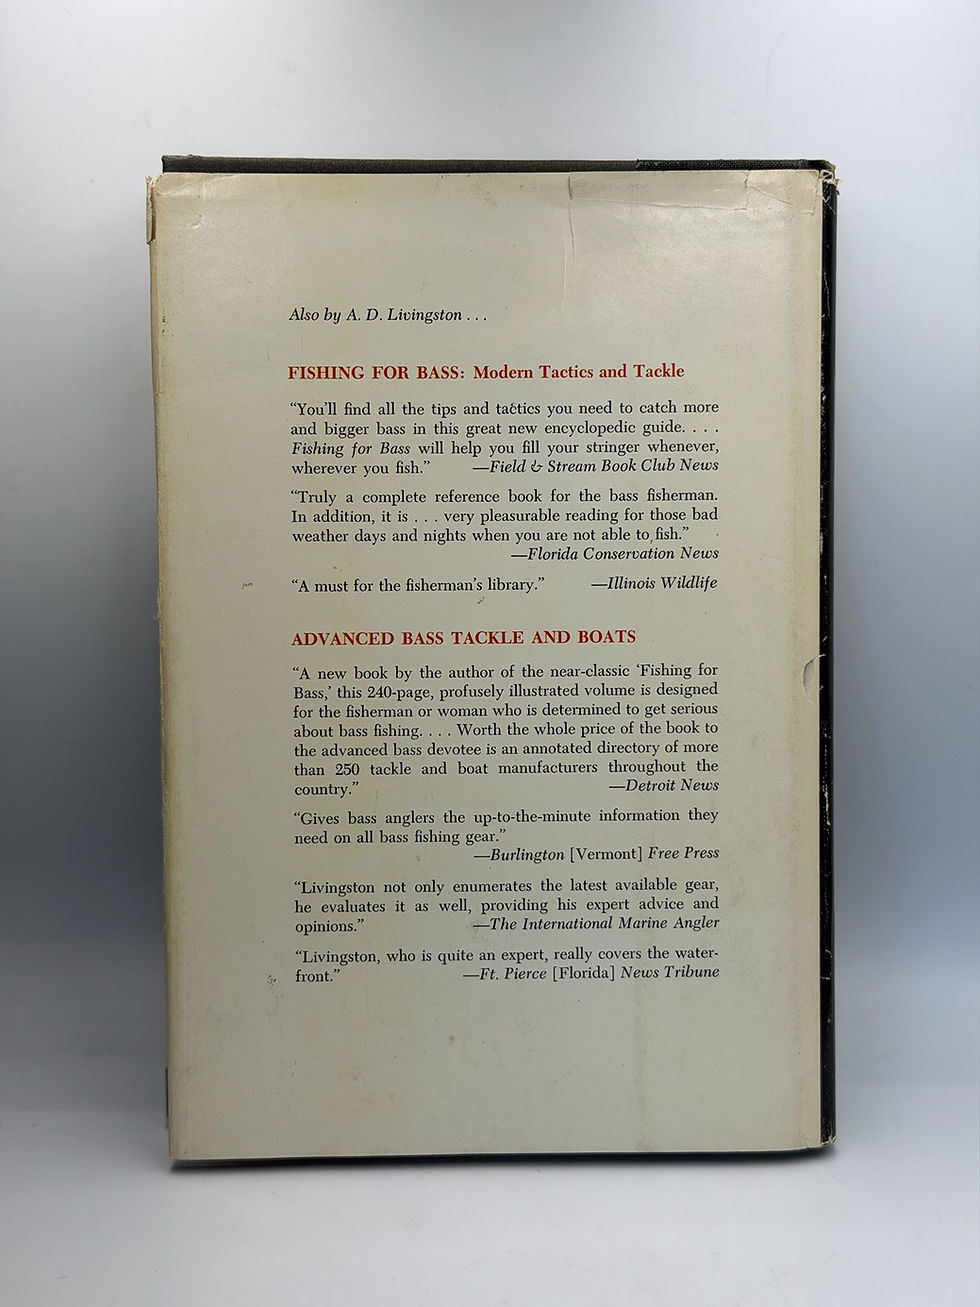 Also by A. D. Livingston . . .
FISHING FOR BASS: Modern Tactics and Tackle
“You’ll find all the tips and tactics you need to catch more
and bigger bass in this great new encyclopedic guide. . . .
Fishing for Bass will help you fill your stringer whenever,
wherever you fish.” —Field & Stream Book Club News
“Truly a complete reference book for the bass fisherman.
In addition, it is . . . very pleasurable reading for those bad
weather days and nights when you are not able to fish.”
—Florida Conservation News
“A must for the fisherman’s library.” —Illinois Wildlife
ADVANCED BASS TACKLE AND BOATS
“A new book by the author of the near-classic ‘Fishing for
Bass,’ this 240-page, profusely illustrated volume is designed
for the fisherman or woman who is determined to get serious
about bass fishing. . . . Worth the whole price of the book to
the advanced bass devotee is an annotated directory of more
than 250 tackle and boat manufacturers throughout the
country.” —Detroit News
“Gives bass anglers the up-to-the-minute information they
need on all bass fishing gear.”
—Burlington [Vermont] Free Press
“Livingston not only enumerates the latest available gear,
he evaluates it as well, providing his expert advice and
opinions.” —The International Marine Angler
“Livingston, who is quite an expert, really covers the water-
front.” —Ft. Pierce [Florida] News Tribune